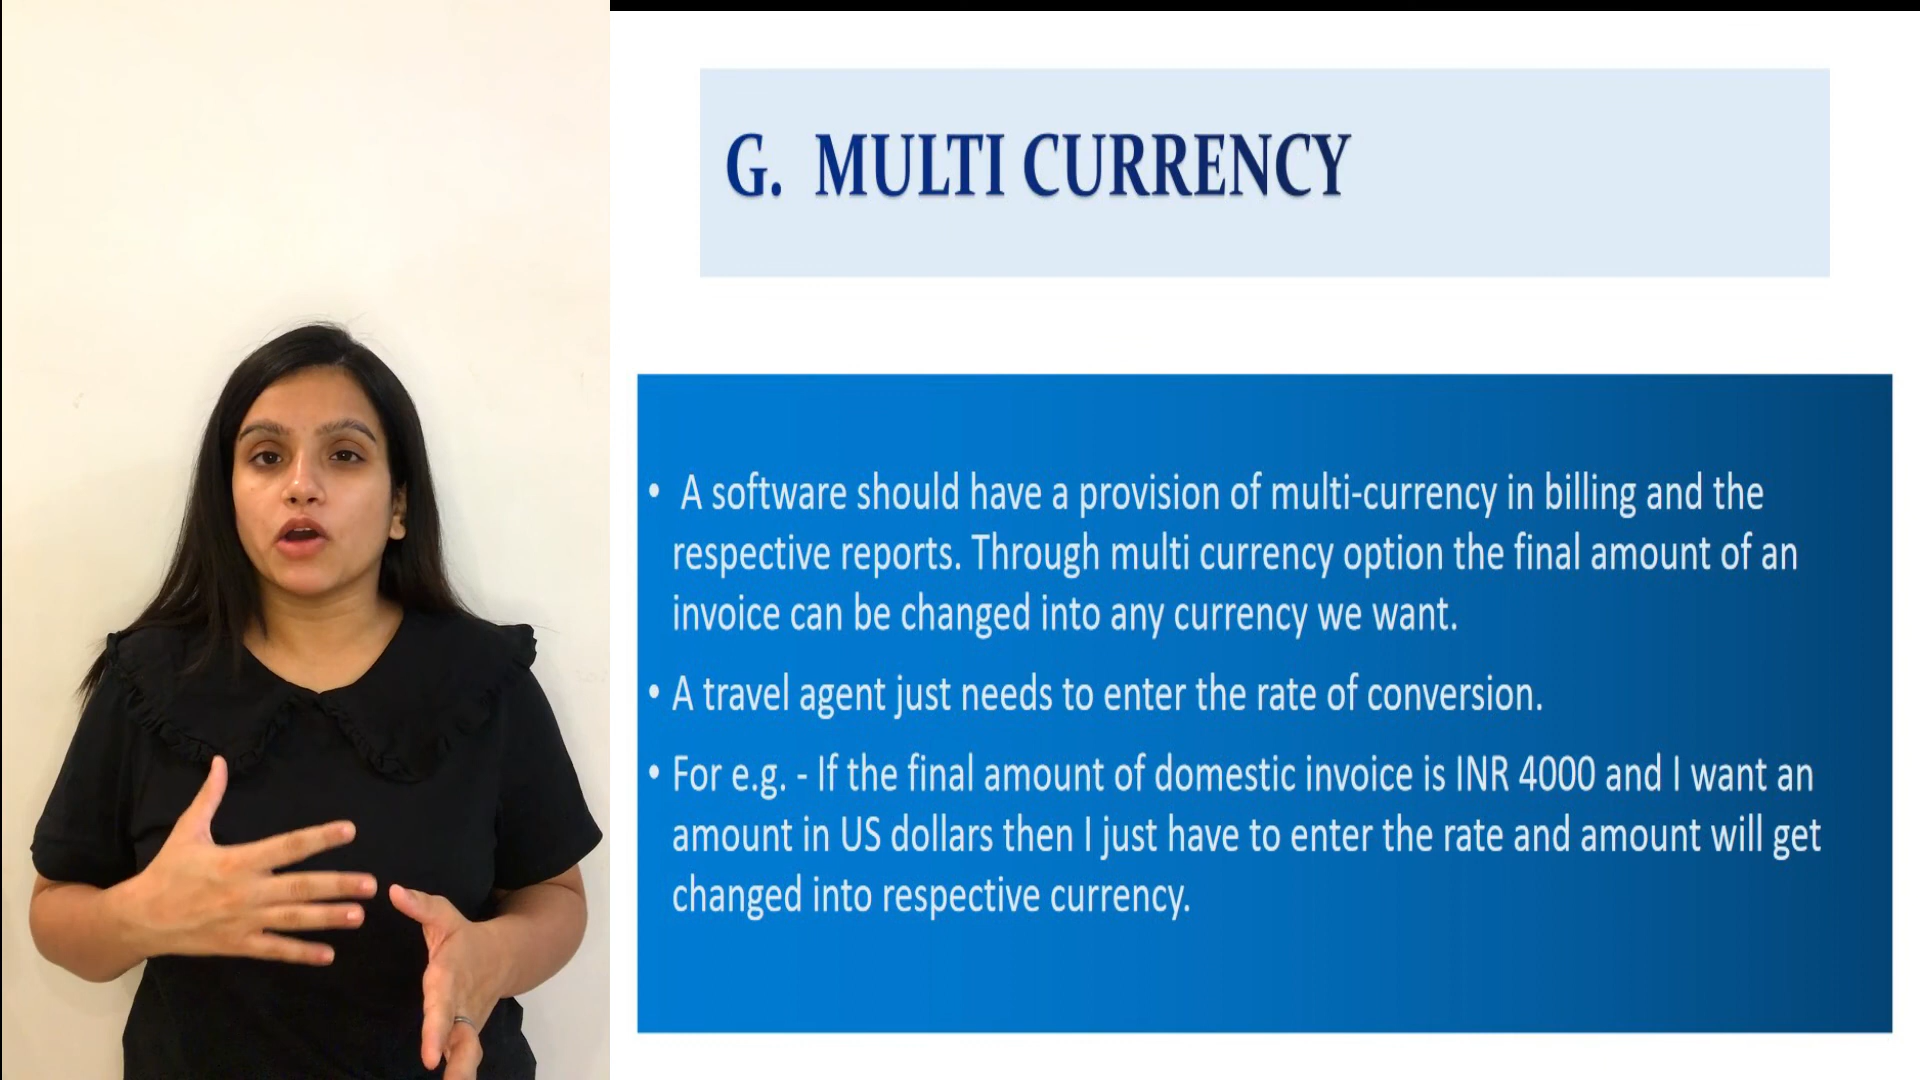 G. MULTI CURRENCY
• A software should have a provision of multi-currency in billing and the
respective reports. Through multi currency option the final amount of an
invoice can be changed into any currency we want.
• A travel agent just needs to enter the rate of conversion.
• For e.g. - If the final amount of domestic invoice is INR 4000 and I want an
amount in US dollars then I just have to enter the rate and amount will get
changed into respective currency.